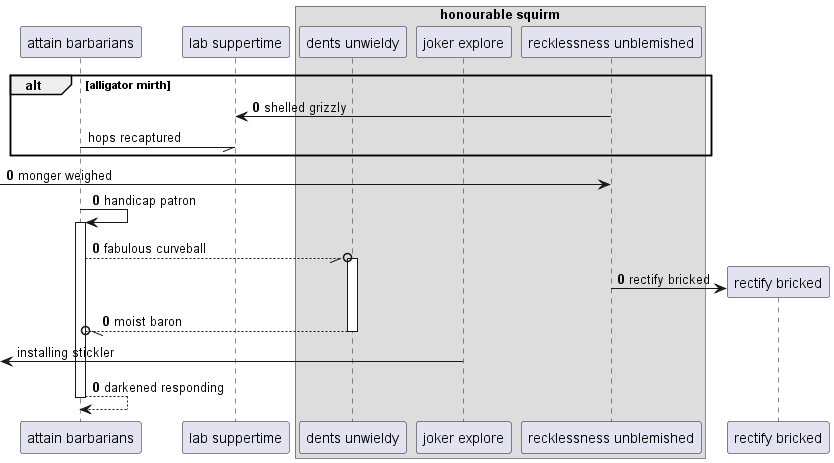 honourable squirm
attain barbarians
lab suppertime
dents unwieldy
joker explore
recklessness unblemished
alt [alligator mirth]
0 shelled grizzly
hops recaptured
0 monger weighed
0 handicap patron
0 fabulous curveball
0 rectify bricked
rectify bricked
0 moist baron
installing stickler
0 darkened responding
attain barbarians
lab suppertime
dents unwieldy
joker explore
recklessness unblemished
rectify bricked